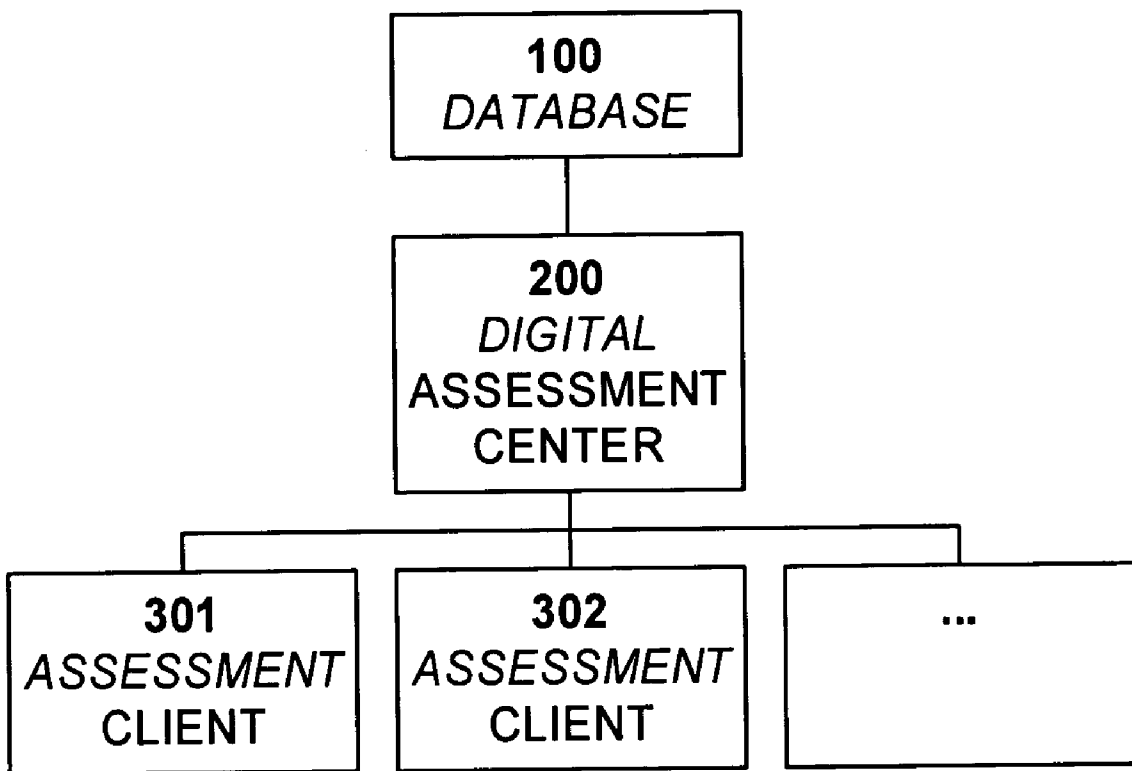 100
DATABASE
200
DIGITAL
ASSESSMENT
CENTER
301
ASSESSMENT
CLIENT
302
ASSESSMENT
CLIENT
...